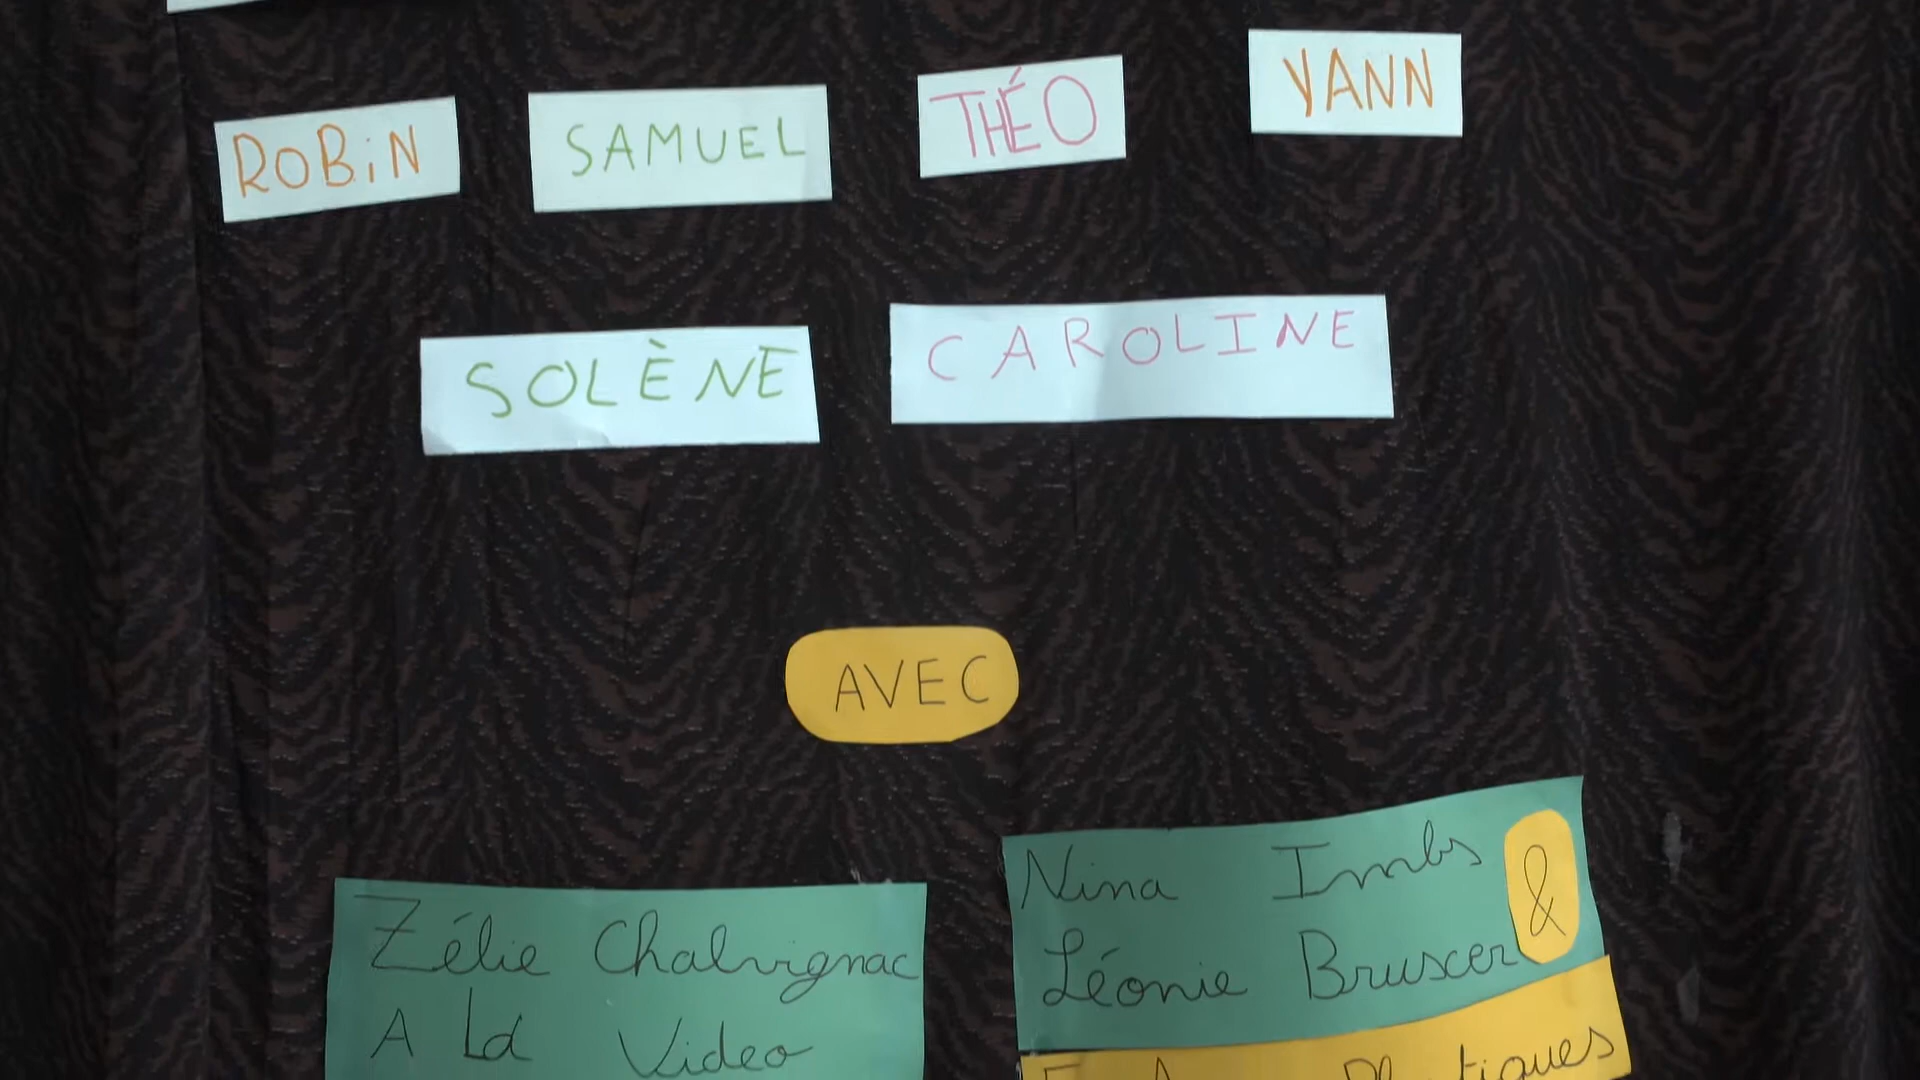 ROBiN SAMUEL THÉO YANN
SOLÈNE CAROLINE
AVEC
Nina Imbs &
Léonie Bruscer
Zélie Chalvignac
A La Video